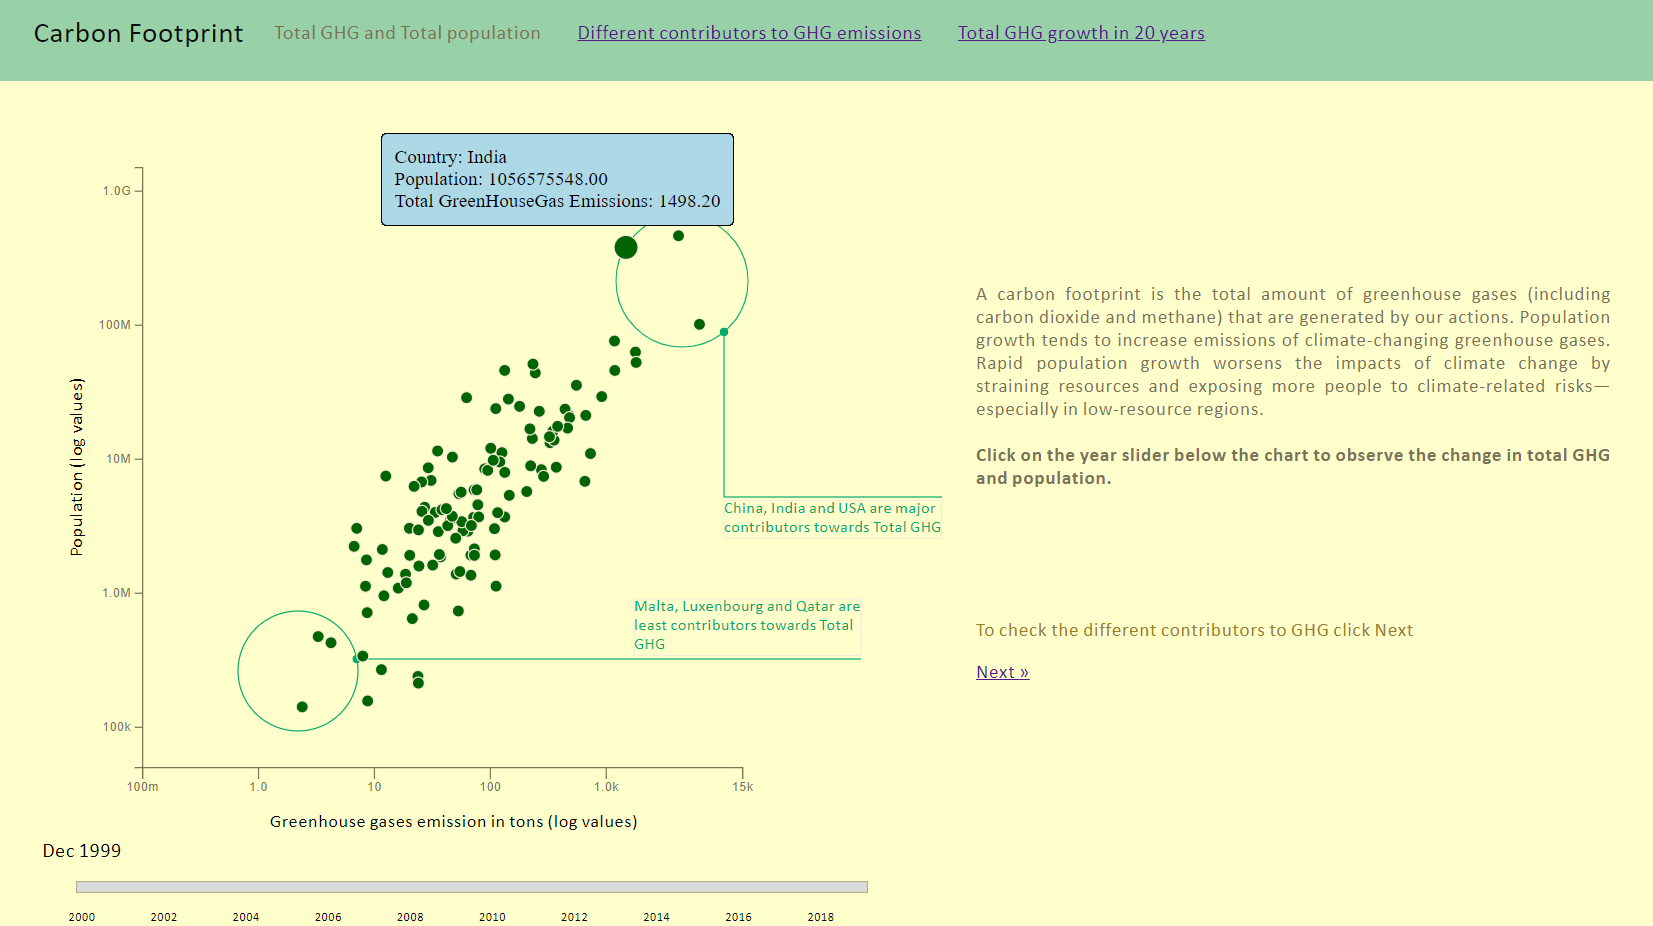 Carbon Footprint
Total GHG and Total population
Different contributors to GHG emissions
Total GHG growth in 20 years
Country: India
Population: 1056575548.00
Total GreenHouseGas Emissions: 1498.20
1.0G
100M
10M
1.0M
100k
Population (log values)
100m
1.0
10
100
1.0k
15k
Greenhouse gases emission in tons (log values)
China, India and USA are major
contributors towards Total GHG
Malta, Luxenbourg and Qatar are
least contributors towards Total
GHG
A carbon footprint is the total amount of greenhouse gases (including
carbon dioxide and methane) that are generated by our actions. Population
growth tends to increase emissions of climate-changing greenhouse gases.
Rapid population growth worsens the impacts of climate change by
straining resources and exposing more people to climate-related risks—
especially in low-resource regions.
Click on the year slider below the chart to observe the change in total GHG
and population.
To check the different contributors to GHG click Next
Next »
Dec 1999
2000
2002
2004
2006
2008
2010
2012
2014
2016
2018